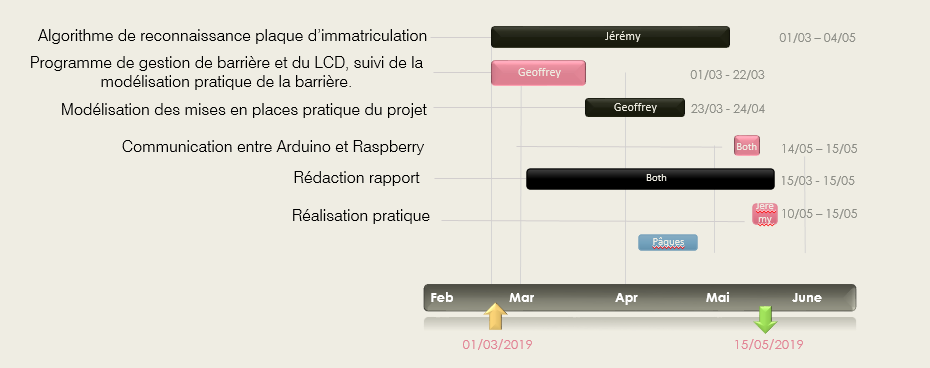 Algorithme de reconnaissance plaque d'immatriculation
Jérémy
01/03 – 04/05
Programme de gestion de barrière et du LCD, suivi de la
modélisation pratique de la barrière.
Geoffrey
01/03 - 22/03
Modélisation des mises en places pratique du projet
Geoffrey
23/03 - 24/04
Communication entre Arduino et Raspberry
Both
14/05 – 15/05
Rédaction rapport
Both
15/03 - 15/05
Réalisation pratique
Jere
my
10/05 – 15/05
Pâques
Feb Mar Apr Mai June
01/03/2019
15/05/2019